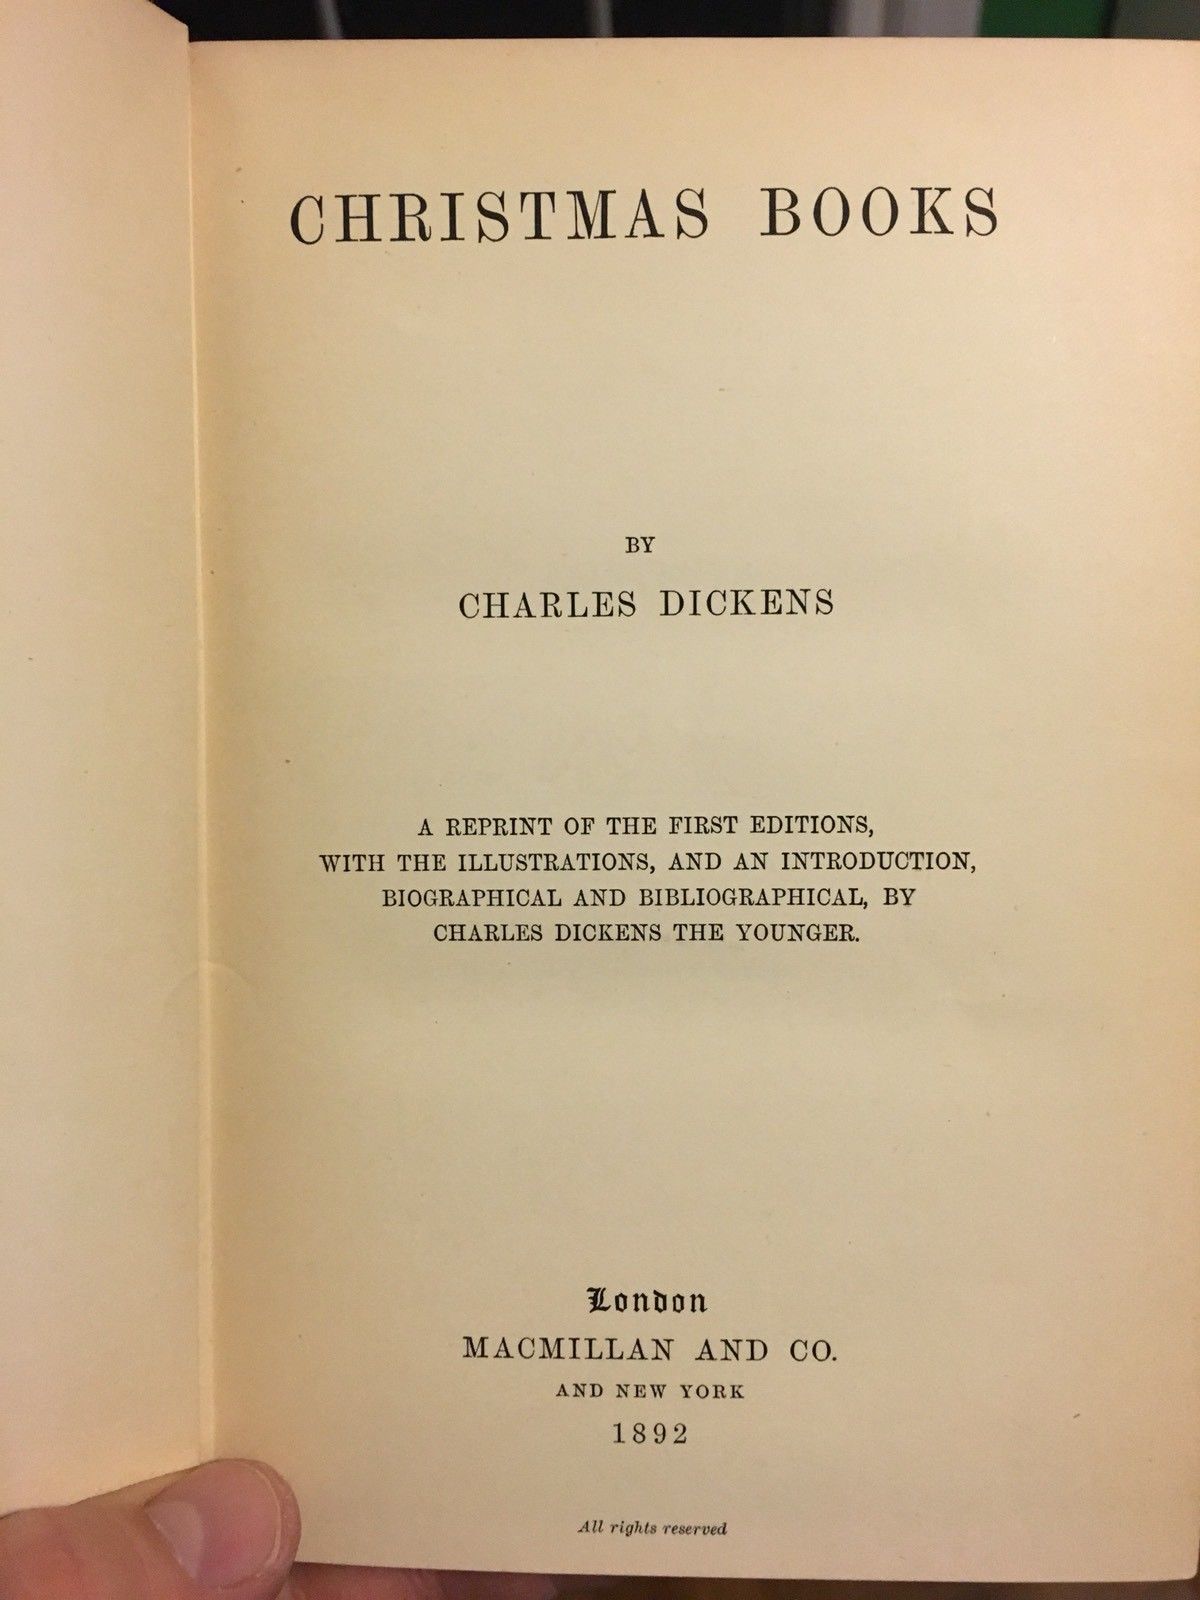 CHRISTMAS BOOKS
BY
CHARLES DICKENS
A REPRINT OF THE FIRST EDITIONS,
WITH THE ILLUSTRATIONS, AND AN INTRODUCTION,
BIOGRAPHICAL AND BIBLIOGRAPHICAL, BY
CHARLES DICKENS THE YOUNGER.
London
MACMILLAN AND CO.
AND NEW YORK
1892
All rights reserved